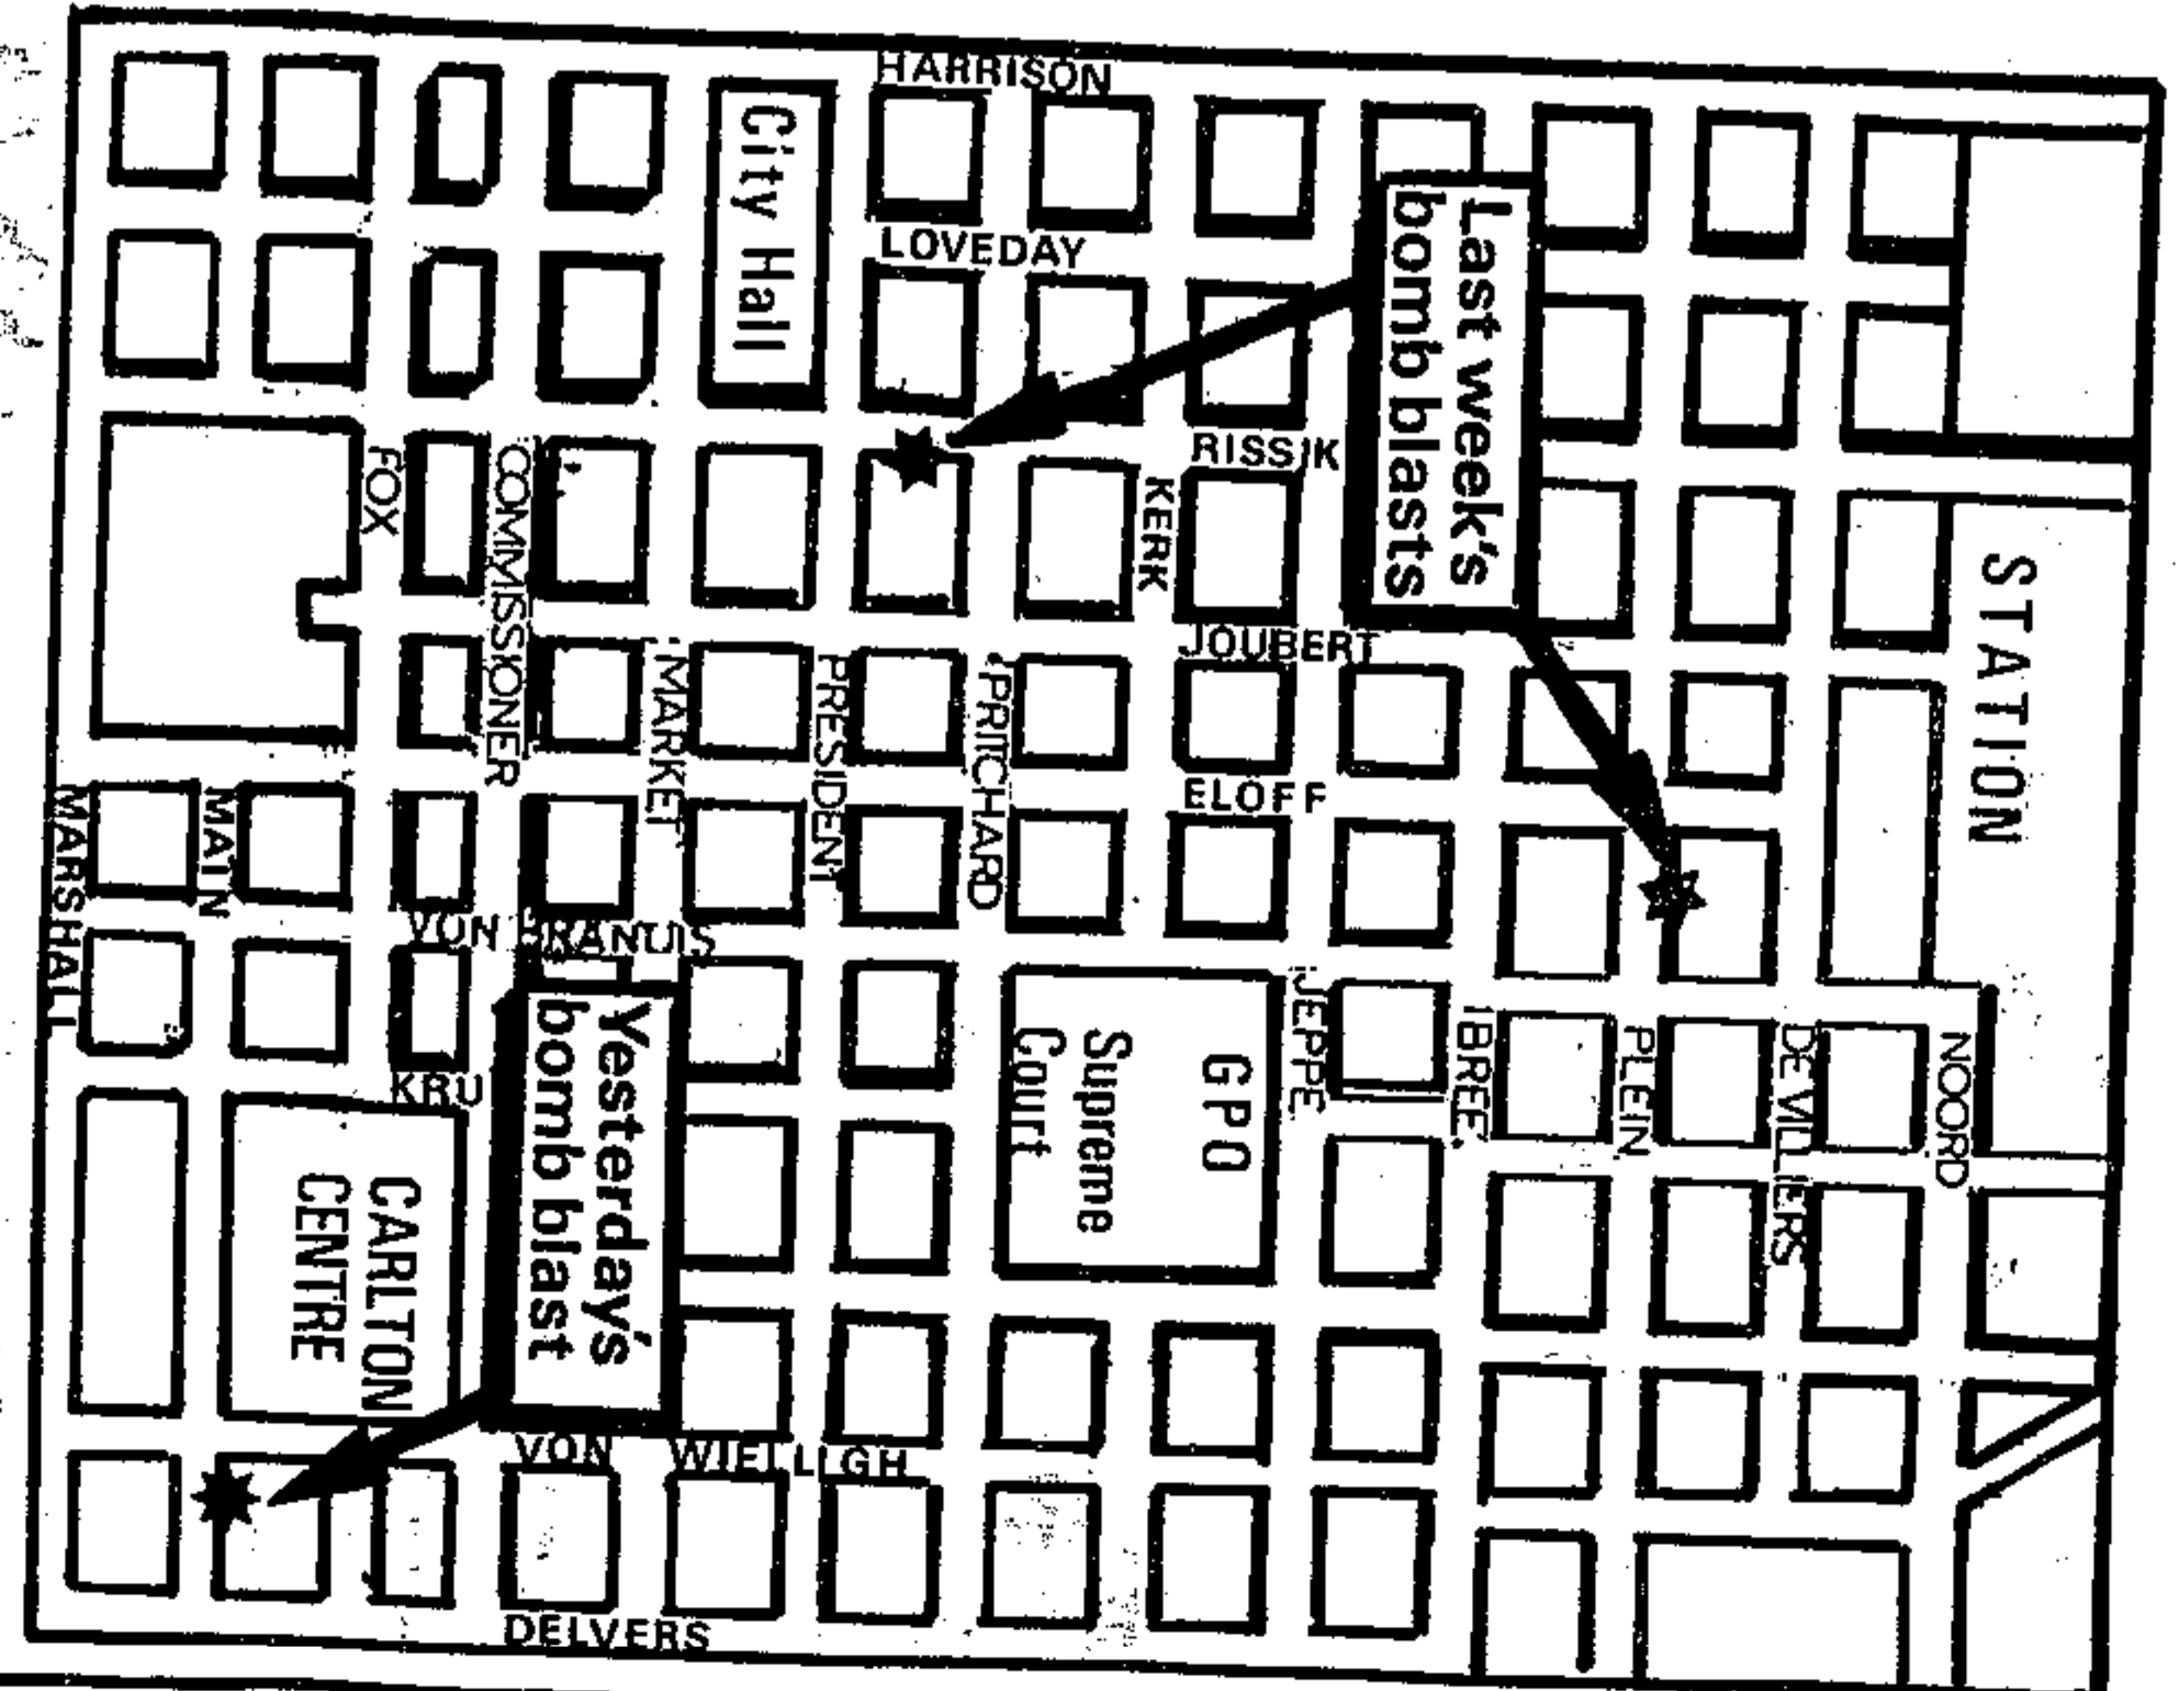 HARRISON
City Hall
LOVEDAY
Last week's
bomb blasts
RISSIK
FOX
COMMISSIONER
KERK
STATION
JOUBERT
MARKET
PRESIDENT
PRITCHARD
ELOFF
MARSHALL
MAIN
VON BRANDIS
Yesterday's
bomb blast
GPO
Supreme
Court
JEPPE
BREE
PLEIN
DE VILLIERS
NOORD
KRU
CARLTON
CENTRE
VON WIELLIGH
DELVERS